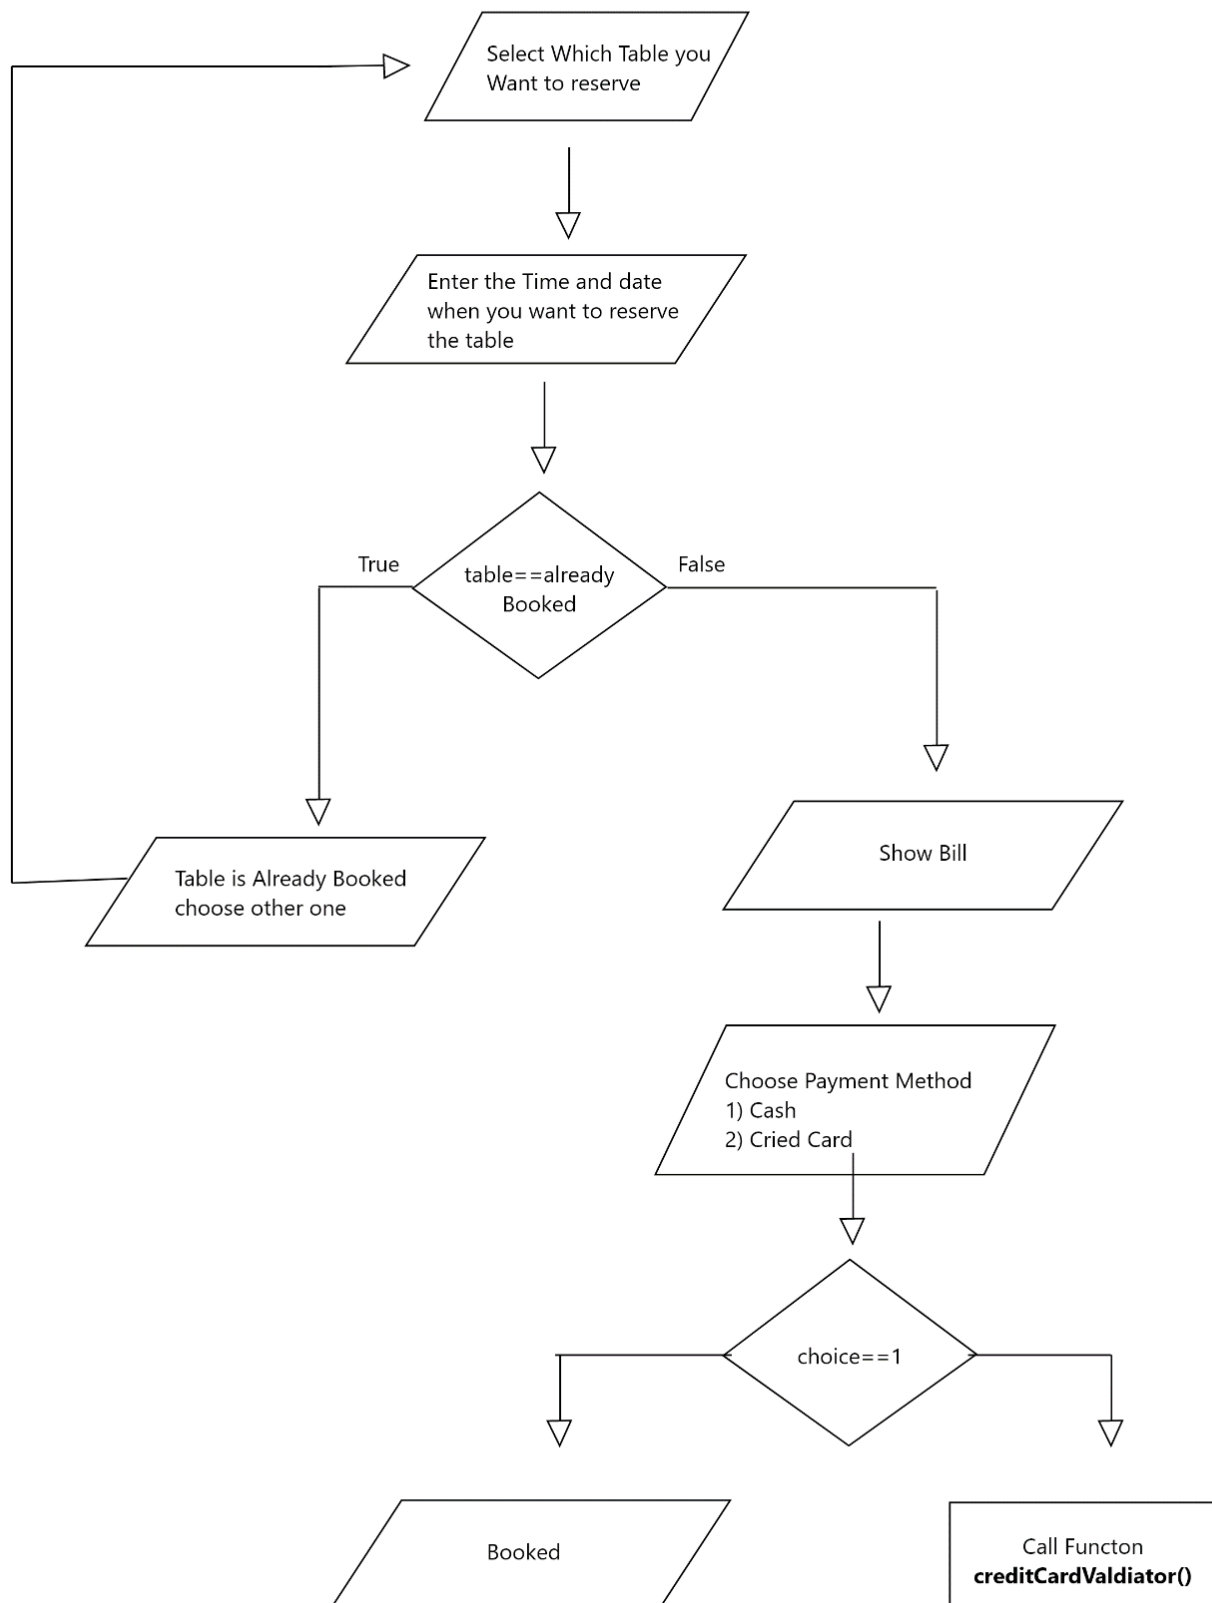 Select Which Table you
Want to reserve
Enter the Time and date
when you want to reserve
the table
True
False
table==already
Booked
Show Bill
Table is Already Booked
choose other one
Choose Payment Method
1) Cash
2) Cried Card
choice==1
Booked
Call Functon
creditCardValdiator()